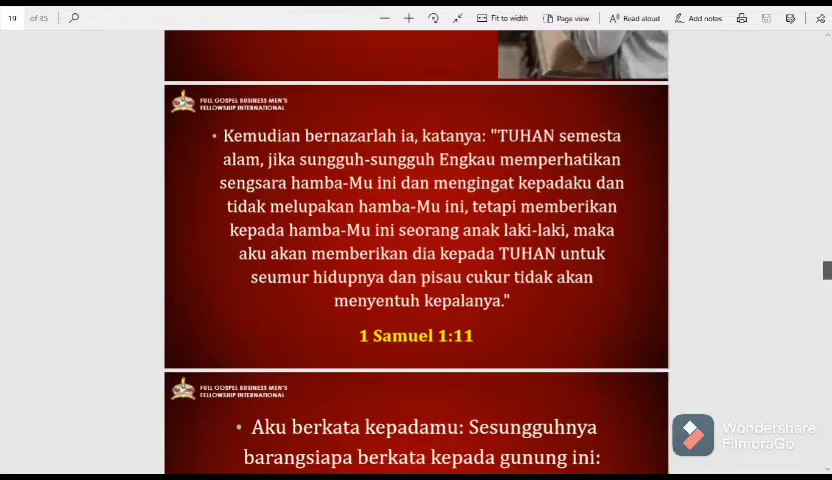 19 of 35 Fit to width Page view Read aloud Add notes
FULL GOSPEL BUSINESS MEN'S
FELLOWSHIP INTERNATIONAL
• Kemudian bernazarlah ia, katanya: "TUHAN semesta
alam, jika sungguh-sungguh Engkau memperhatikan
sengsara hamba-Mu ini dan mengingat kepadaku dan
tidak melupakan hamba-Mu ini, tetapi memberikan
kepada hamba-Mu ini seorang anak laki-laki, maka
aku akan memberikan dia kepada TUHAN untuk
seumur hidupnya dan pisau cukur tidak akan
menyentuh kepalanya."
1 Samuel 1:11
FULL GOSPEL BUSINESS MEN'S
FELLOWSHIP INTERNATIONAL
• Aku berkata kepadamu: Sesungguhnya
barangsiapa berkata kepada gunung ini:
Wondershare
FilmoraGo